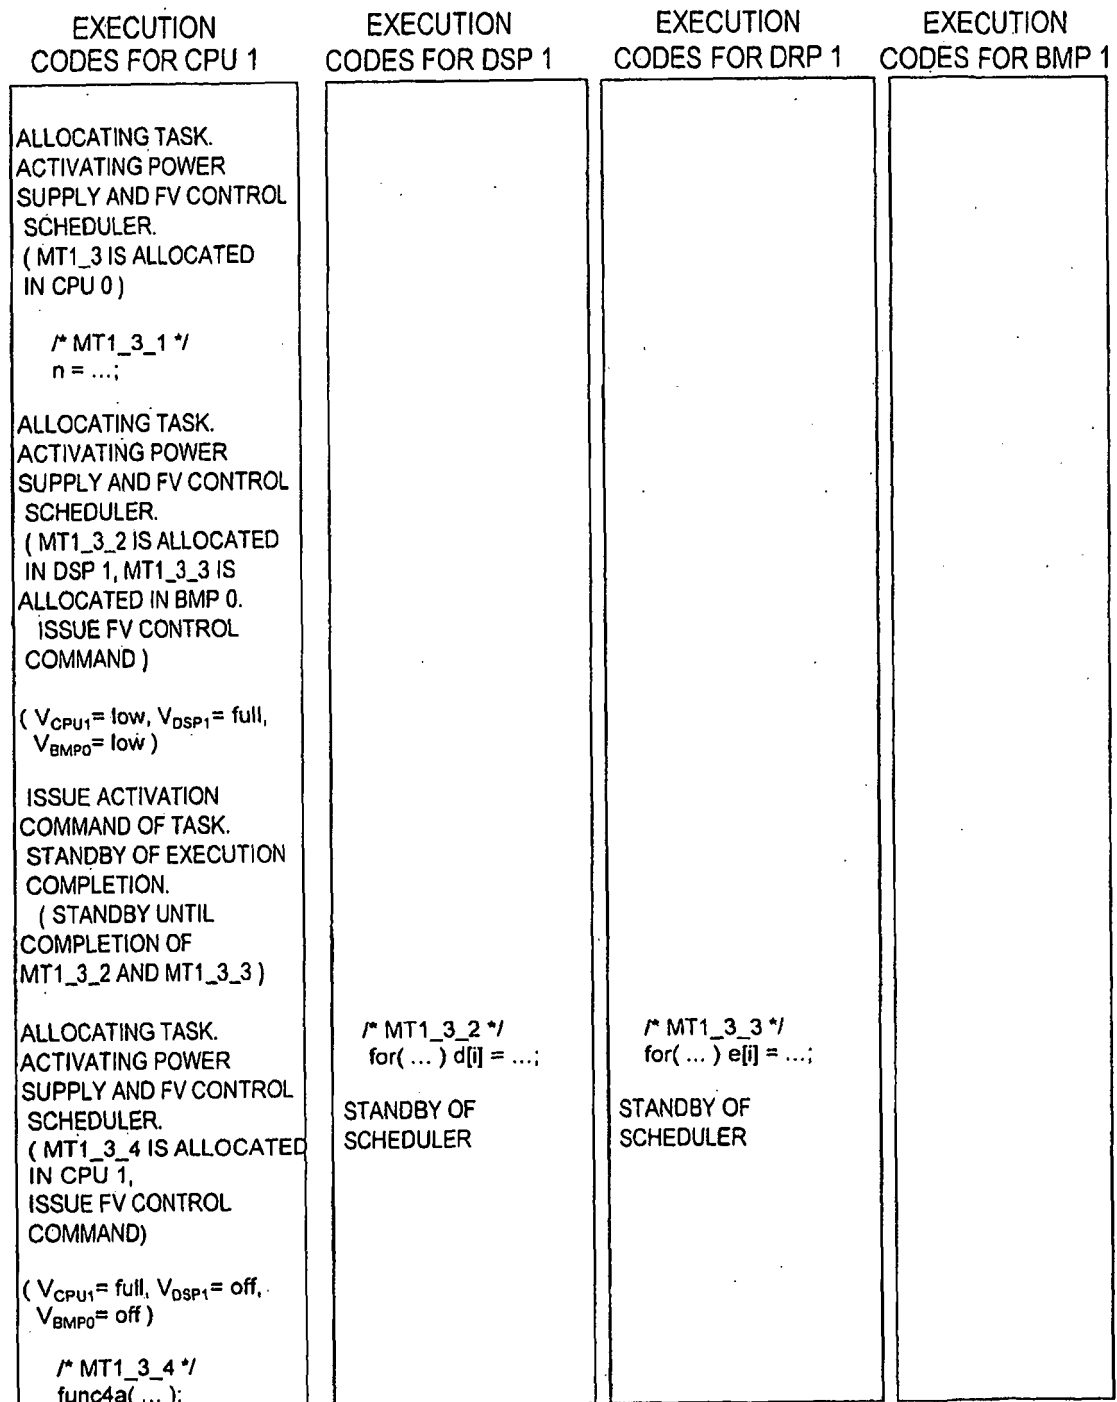 EXECUTION
CODES FOR CPU 1
ALLOCATING TASK.
ACTIVATING POWER
SUPPLY AND FV CONTROL
SCHEDULER.
( MT1_3 IS ALLOCATED
IN CPU 0 )
/* MT1_3_1 */
n = ...;
ALLOCATING TASK.
ACTIVATING POWER
SUPPLY AND FV CONTROL
SCHEDULER.
( MT1_3_2 IS ALLOCATED
IN DSP 1, MT1_3_3 IS
ALLOCATED IN BMP 0.
ISSUE FV CONTROL
COMMAND )
( VCPU1= low, VDSP1= full,
VBMP0= low )
ISSUE ACTIVATION
COMMAND OF TASK.
STANDBY OF EXECUTION
COMPLETION.
( STANDBY UNTIL
COMPLETION OF
MT1_3_2 AND MT1_3_3 )
ALLOCATING TASK.
ACTIVATING POWER
SUPPLY AND FV CONTROL
SCHEDULER.
( MT1_3_4 IS ALLOCATED
IN CPU 1,
ISSUE FV CONTROL
COMMAND)
( VCPU1= full, VDSP1= off,
VBMP0= off )
/* MT1_3_4 */
func4a( ... );
EXECUTION
CODES FOR DSP 1
/* MT1_3_2 */
for( ... ) d[i] = ...;
STANDBY OF
SCHEDULER
EXECUTION
CODES FOR DRP 1
/* MT1_3_3 */
for( ... ) e[i] = ...;
STANDBY OF
SCHEDULER
EXECUTION
CODES FOR BMP 1